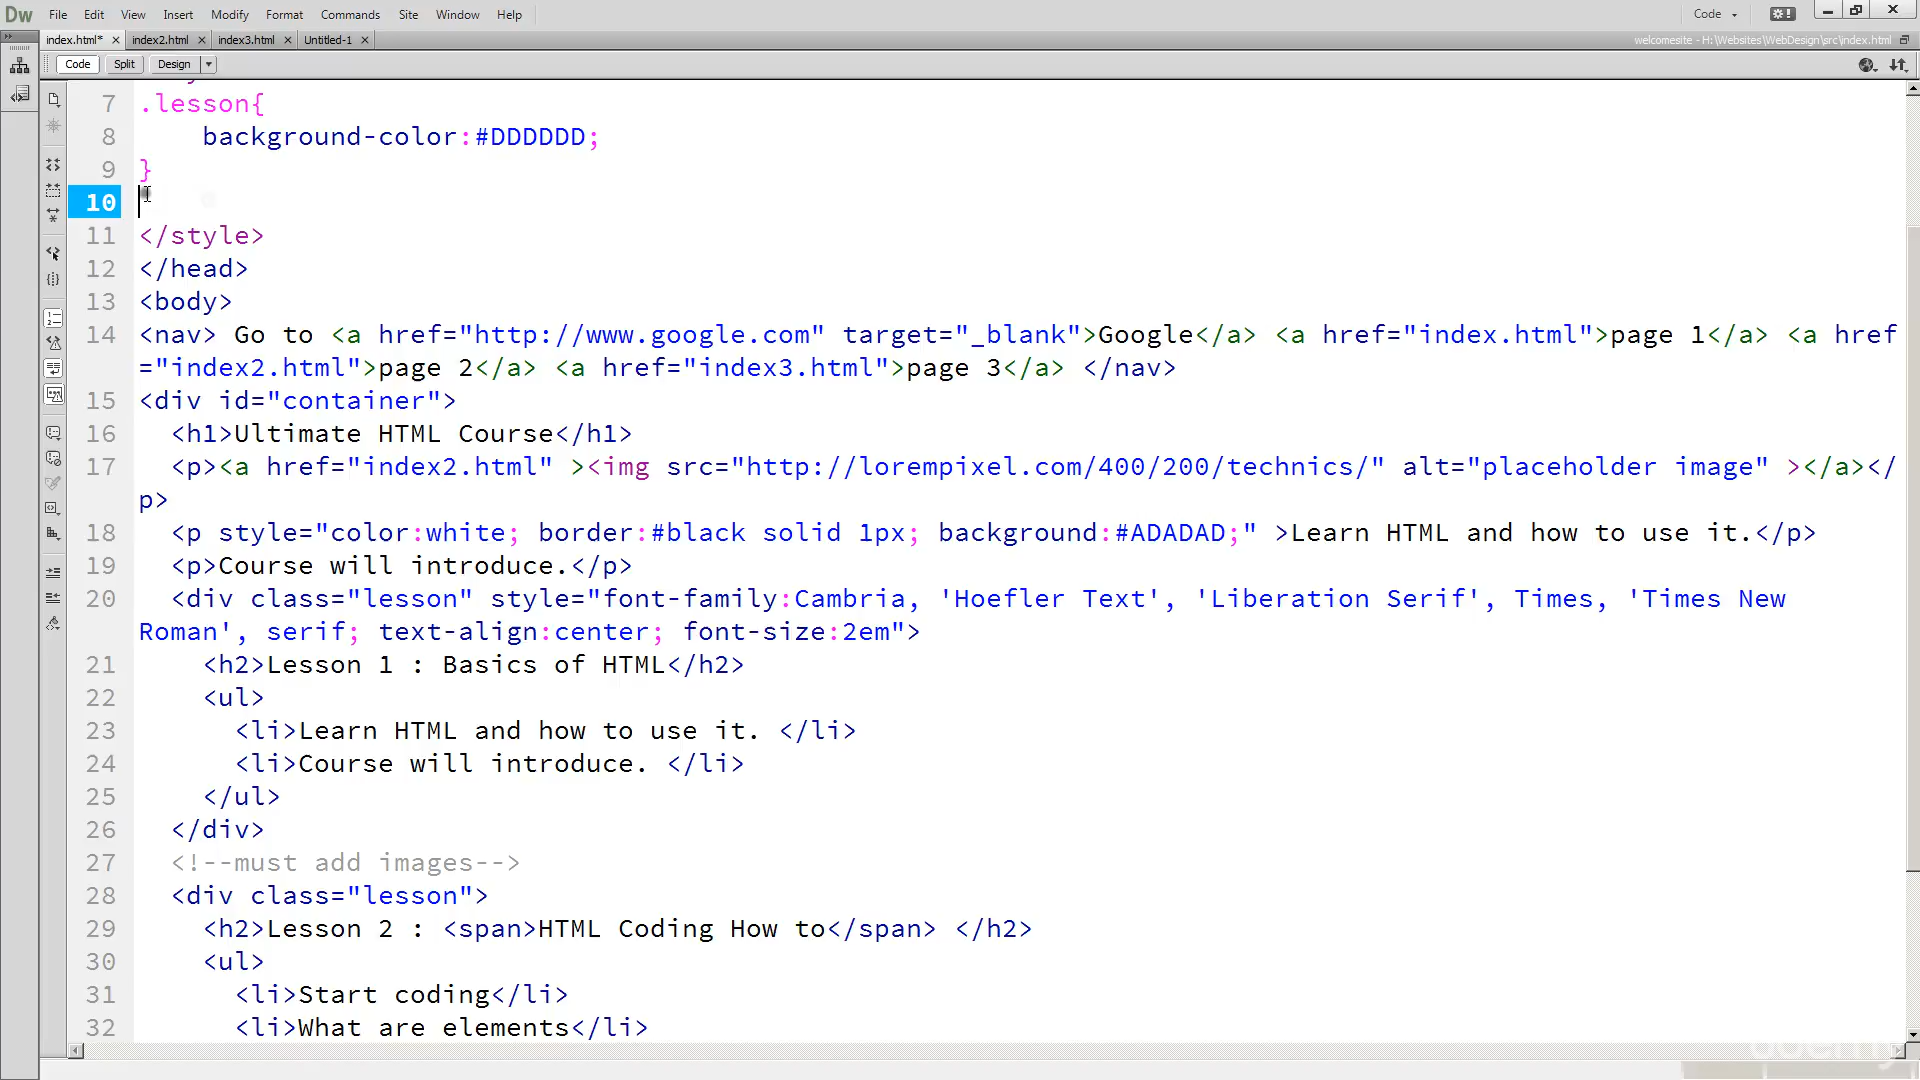 Dw File Edit View Insert Modify Format Commands Site Window Help Code
index.html* × index2.html × index3.html × Untitled-1 × welcomesite - H:\Websites\WebDesign\src\index.html
Code Split Design
7 .lesson{
8 background-color:#DDDDDD;
9 }
10
11 </style>
12 </head>
13 <body>
14 <nav> Go to <a href="http://www.google.com" target="_blank">Google</a> <a href="index.html">page 1</a> <a href
="index2.html">page 2</a> <a href="index3.html">page 3</a> </nav>
15 <div id="container">
16 <h1>Ultimate HTML Course</h1>
17 <p><a href="index2.html" ><img src="http://lorempixel.com/400/200/technics/" alt="placeholder image" ></a></
p>
18 <p style="color:white; border:#black solid 1px; background:#ADADAD;" >Learn HTML and how to use it.</p>
19 <p>Course will introduce.</p>
20 <div class="lesson" style="font-family:Cambria, 'Hoefler Text', 'Liberation Serif', Times, 'Times New
Roman', serif; text-align:center; font-size:2em">
21 <h2>Lesson 1 : Basics of HTML</h2>
22 <ul>
23 <li>Learn HTML and how to use it. </li>
24 <li>Course will introduce. </li>
25 </ul>
26 </div>
27 <!--must add images-->
28 <div class="lesson">
29 <h2>Lesson 2 : <span>HTML Coding How to</span> </h2>
30 <ul>
31 <li>Start coding</li>
32 <li>What are elements</li>